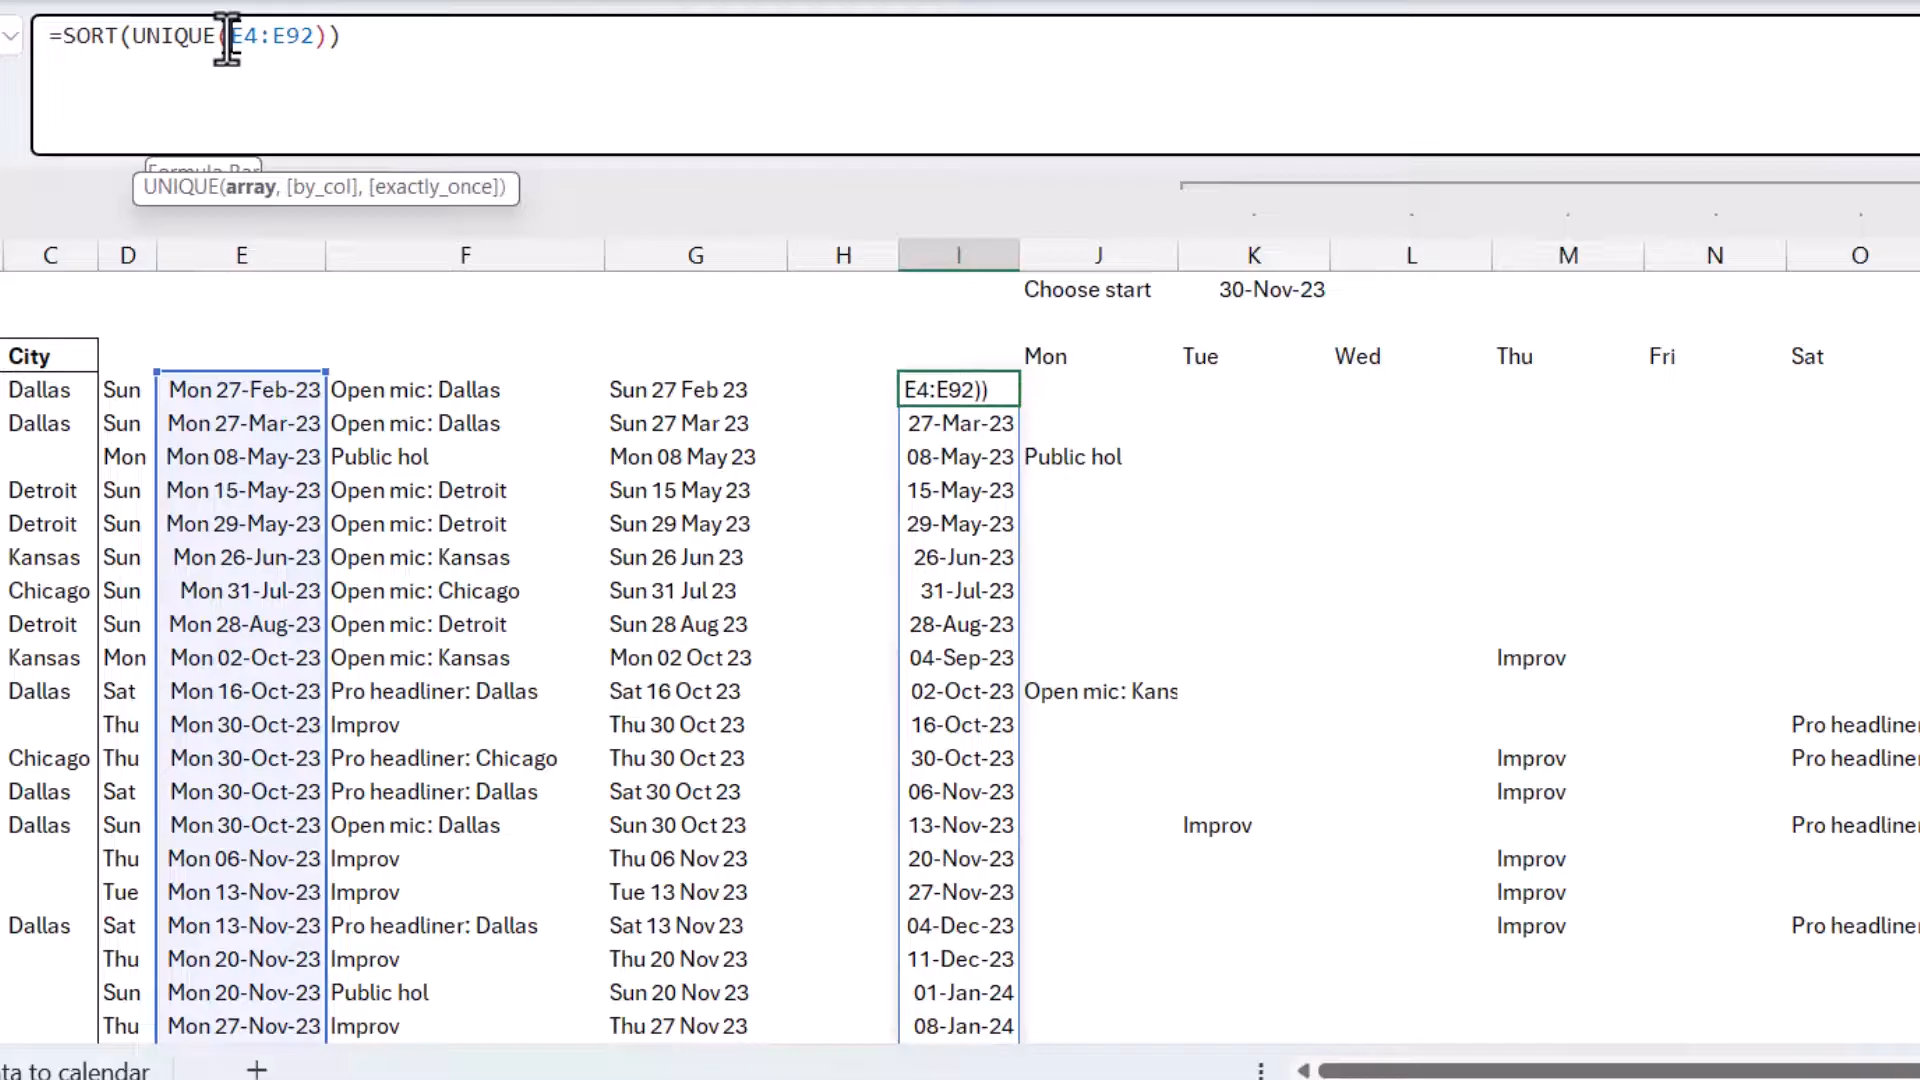 =SORT(UNIQUE(E4:E92))
UNIQUE(array, [by_col], [exactly_once])
C D E F G H I J K L M N O
Choose start 30-Nov-23
City Mon Tue Wed Thu Fri Sat
Dallas Sun Mon 27-Feb-23 Open mic: Dallas Sun 27 Feb 23 E4:E92))
Dallas Sun Mon 27-Mar-23 Open mic: Dallas Sun 27 Mar 23 27-Mar-23
Mon Mon 08-May-23 Public hol Mon 08 May 23 08-May-23 Public hol
Detroit Sun Mon 15-May-23 Open mic: Detroit Sun 15 May 23 15-May-23
Detroit Sun Mon 29-May-23 Open mic: Detroit Sun 29 May 23 29-May-23
Kansas Sun Mon 26-Jun-23 Open mic: Kansas Sun 26 Jun 23 26-Jun-23
Chicago Sun Mon 31-Jul-23 Open mic: Chicago Sun 31 Jul 23 31-Jul-23
Detroit Sun Mon 28-Aug-23 Open mic: Detroit Sun 28 Aug 23 28-Aug-23
Kansas Mon Mon 02-Oct-23 Open mic: Kansas Mon 02 Oct 23 04-Sep-23 Improv
Dallas Sat Mon 16-Oct-23 Pro headliner: Dallas Sat 16 Oct 23 02-Oct-23 Open mic: Kans
Thu Mon 30-Oct-23 Improv Thu 30 Oct 23 16-Oct-23 Pro headliner
Chicago Thu Mon 30-Oct-23 Pro headliner: Chicago Thu 30 Oct 23 30-Oct-23 Improv Pro headliner
Dallas Sat Mon 30-Oct-23 Pro headliner: Dallas Sat 30 Oct 23 06-Nov-23 Improv
Dallas Sun Mon 30-Oct-23 Open mic: Dallas Sun 30 Oct 23 13-Nov-23 Improv Pro headliner
Thu Mon 06-Nov-23 Improv Thu 06 Nov 23 20-Nov-23 Improv
Tue Mon 13-Nov-23 Improv Tue 13 Nov 23 27-Nov-23 Improv
Dallas Sat Mon 13-Nov-23 Pro headliner: Dallas Sat 13 Nov 23 04-Dec-23 Improv Pro headliner
Thu Mon 20-Nov-23 Improv Thu 20 Nov 23 11-Dec-23
Sun Mon 20-Nov-23 Public hol Sun 20 Nov 23 01-Jan-24
Thu Mon 27-Nov-23 Improv Thu 27 Nov 23 08-Jan-24
ta to calendar +